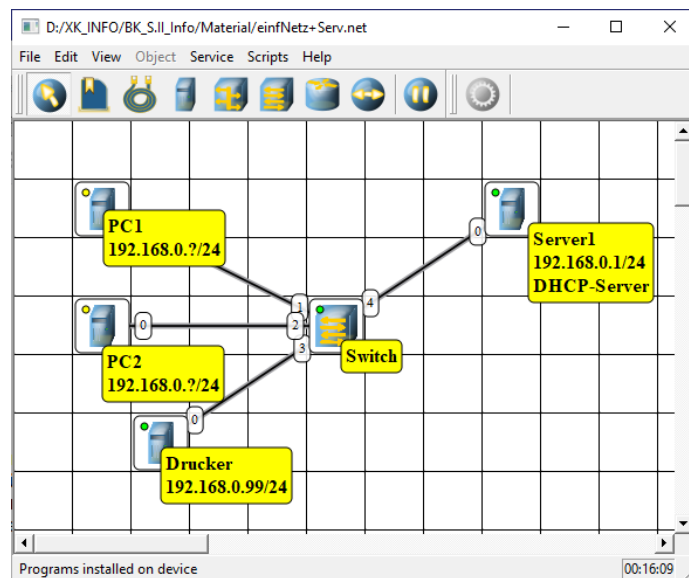 D:/XK_INFO/BK_S.II_Info/Material/einfNetz+Serv.net
File Edit View Object Service Scripts Help
PC1
192.168.0.?/24
0
Server1
192.168.0.1/24
DHCP-Server
4
1
0
2
3
Switch
PC2
192.168.0.?/24
0
Drucker
192.168.0.99/24
Programs installed on device
00:16:09